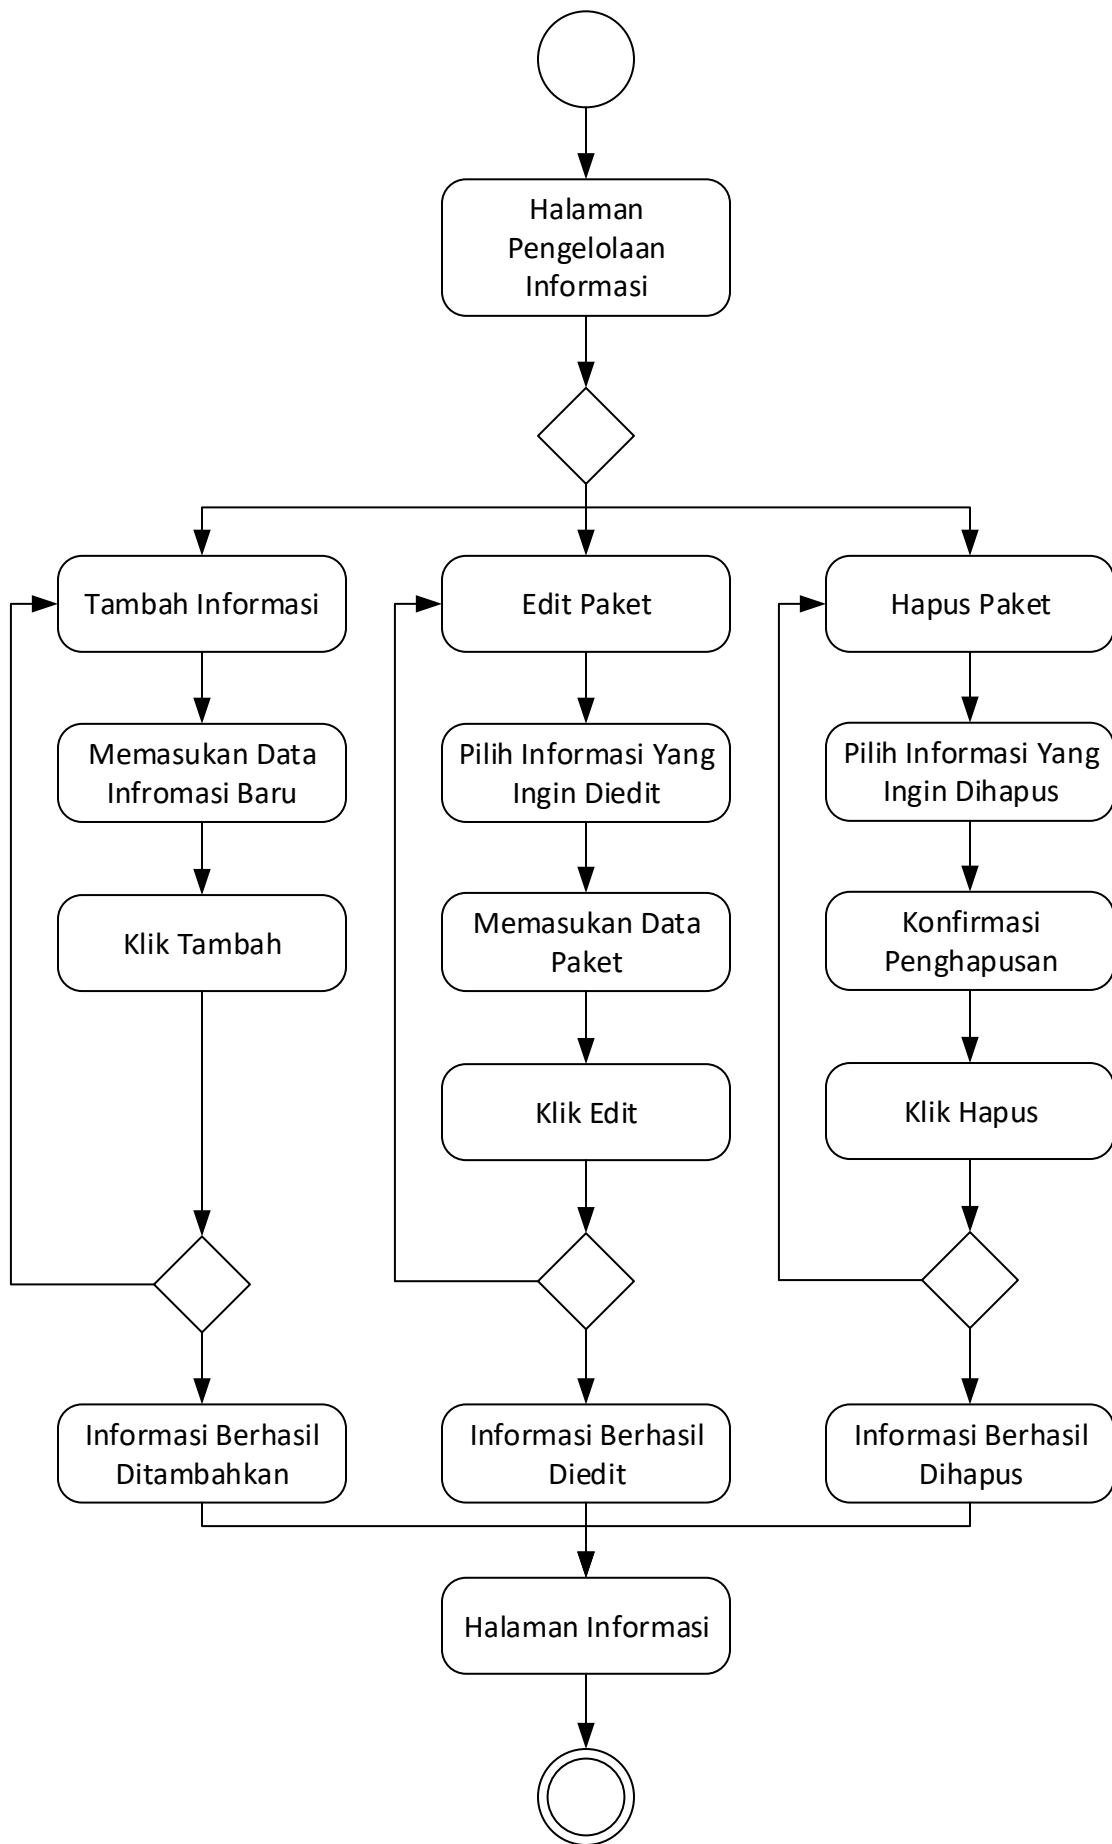 Halaman
Pengelolaan
Informasi
Tambah Informasi
Edit Paket
Hapus Paket
Memasukan Data
Infromasi Baru
Pilih Informasi Yang
Ingin Diedit
Pilih Informasi Yang
Ingin Dihapus
Klik Tambah
Memasukan Data
Paket
Konfirmasi
Penghapusan
Klik Edit
Klik Hapus
Informasi Berhasil
Ditambahkan
Informasi Berhasil
Diedit
Informasi Berhasil
Dihapus
Halaman Informasi